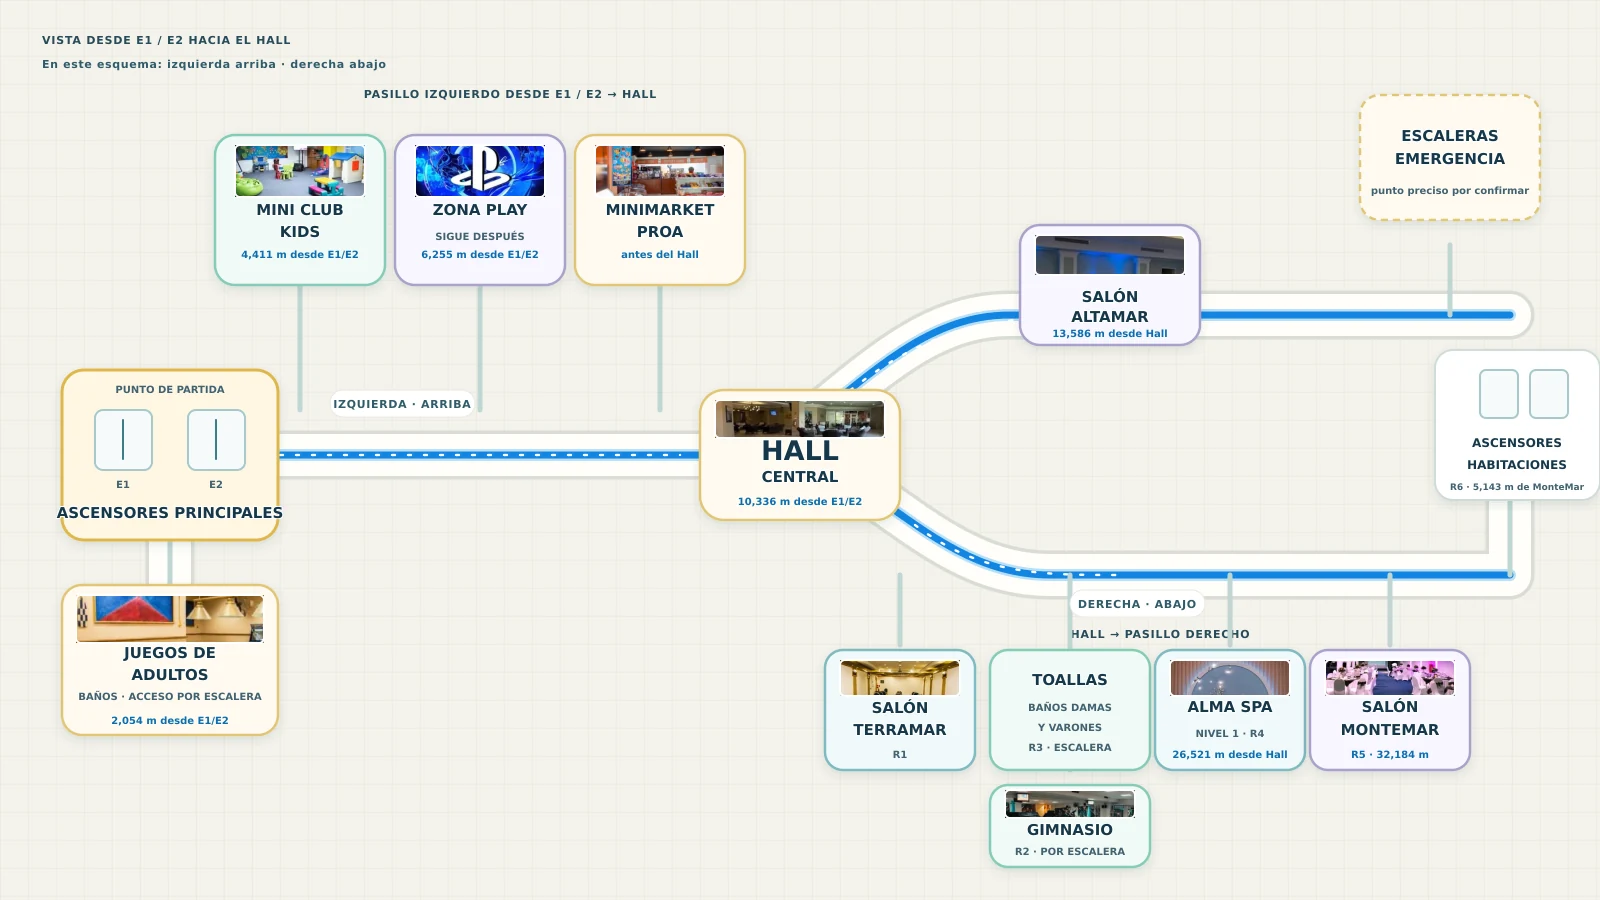 VISTA DESDE E1 / E2 HACIA EL HALL
En este esquema: izquierda arriba · derecha abajo
PASILLO IZQUIERDO DESDE E1 / E2 → HALL
MINI CLUB
KIDS
4,411 m desde E1/E2
ZONA PLAY
SIGUE DESPUÉS
6,255 m desde E1/E2
MINIMARKET
PROA
antes del Hall
ESCALERAS
EMERGENCIA
punto preciso por confirmar
SALÓN
ALTAMAR
13,586 m desde Hall
PUNTO DE PARTIDA
E1
E2
ASCENSORES PRINCIPALES
IZQUIERDA · ARRIBA
HALL
CENTRAL
10,336 m desde E1/E2
ASCENSORES
HABITACIONES
R6 · 5,143 m de MonteMar
JUEGOS DE
ADULTOS
BAÑOS · ACCESO POR ESCALERA
2,054 m desde E1/E2
DERECHA · ABAJO
HALL → PASILLO DERECHO
SALÓN
TERRAMAR
R1
TOALLAS
BAÑOS DAMAS
Y VARONES
R3 · ESCALERA
ALMA SPA
NIVEL 1 · R4
26,521 m desde Hall
SALÓN
MONTEMAR
R5 · 32,184 m
GIMNASIO
R2 · POR ESCALERA